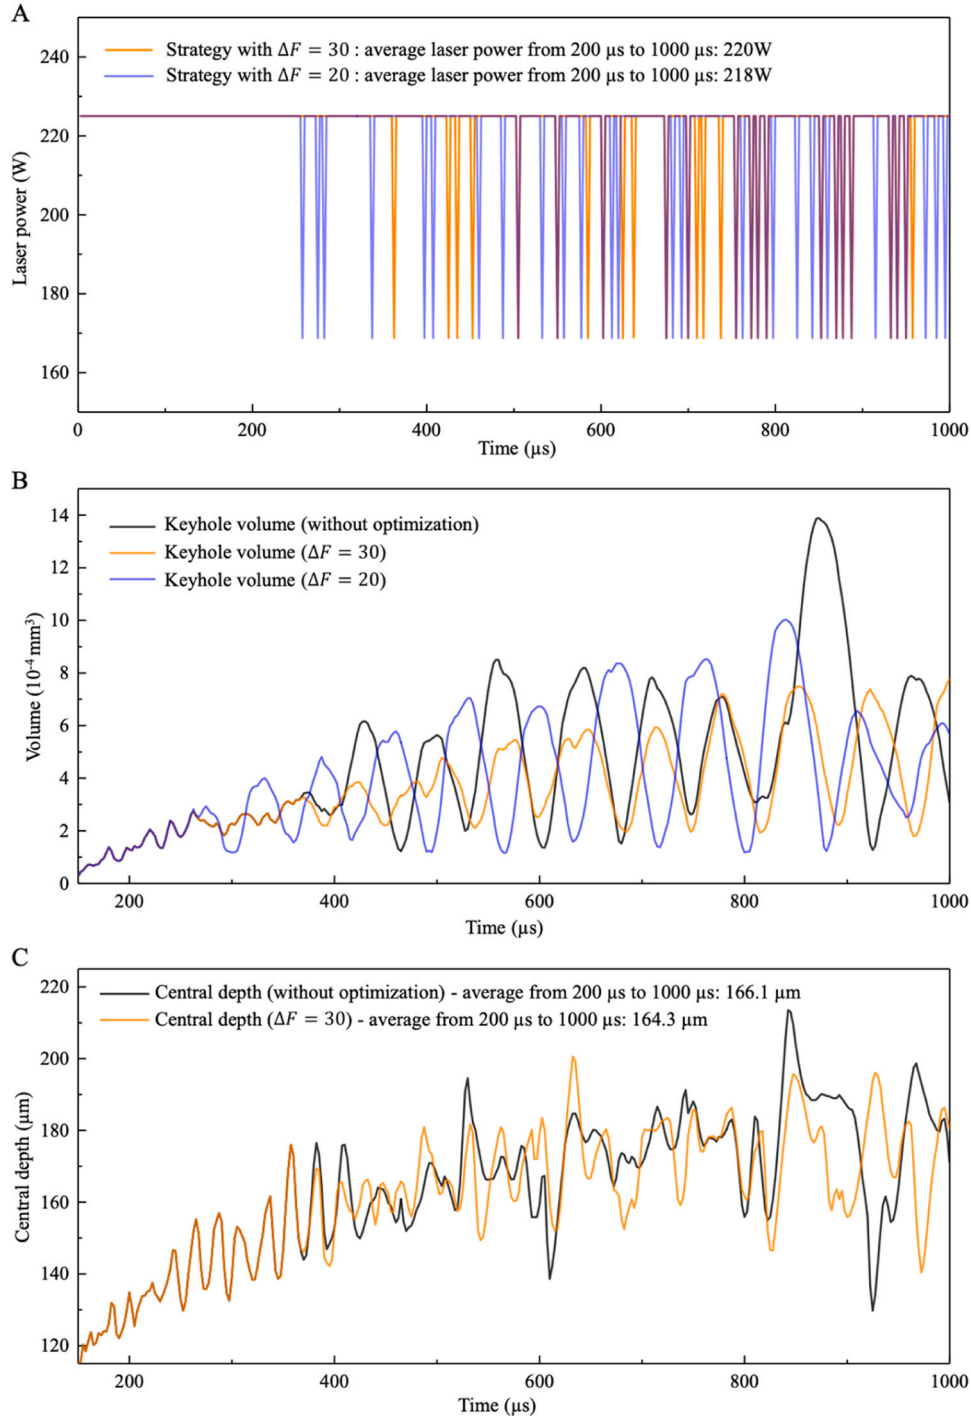 A
Strategy with ΔF = 30 : average laser power from 200 µs to 1000 µs: 220W
Strategy with ΔF = 20 : average laser power from 200 µs to 1000 µs: 218W
240
220
200
180
160
Laser power (W)
0 200 400 600 800 1000
Time (µs)
B
Keyhole volume (without optimization)
Keyhole volume (ΔF = 30)
Keyhole volume (ΔF = 20)
14
12
10
8
6
4
2
0
Volume (10⁻⁴ mm³)
200 400 600 800 1000
Time (µs)
C
Central depth (without optimization) - average from 200 µs to 1000 µs: 166.1 µm
Central depth (ΔF = 30) - average from 200 µs to 1000 µs: 164.3 µm
220
200
180
160
140
120
Central depth (µm)
200 400 600 800 1000
Time (µs)